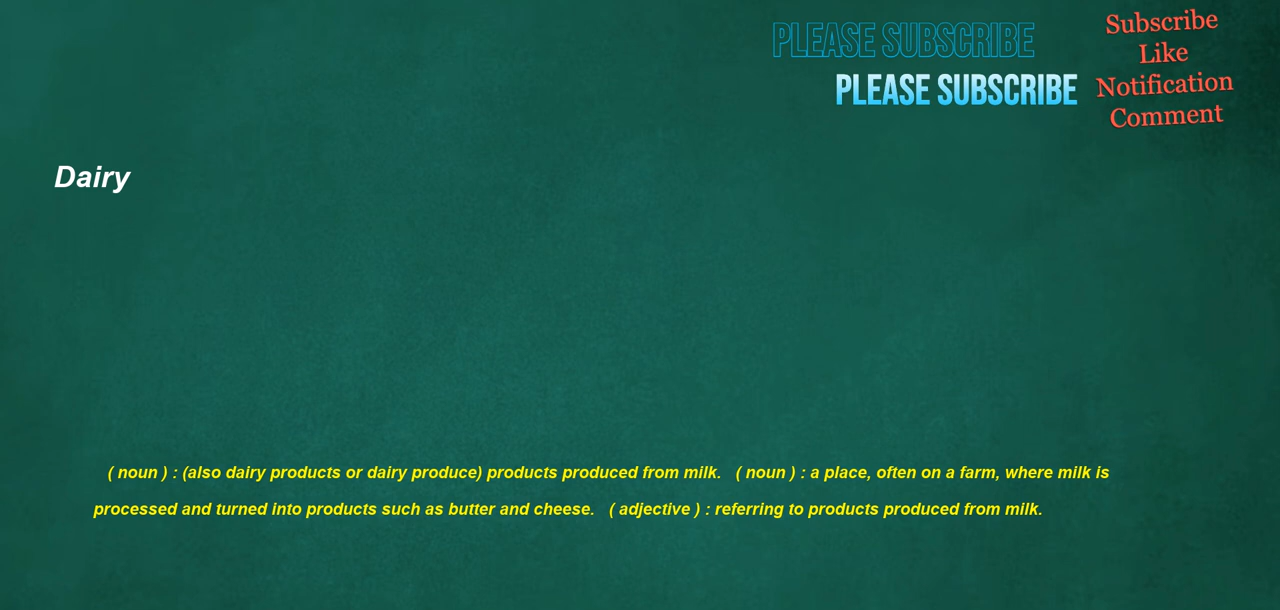 PLEASE SUBSCRIBE
PLEASE SUBSCRIBE
Subscribe
Like
Notification
Comment
Dairy
( noun ) : (also dairy products or dairy produce) products produced from milk. ( noun ) : a place, often on a farm, where milk is
processed and turned into products such as butter and cheese. ( adjective ) : referring to products produced from milk.